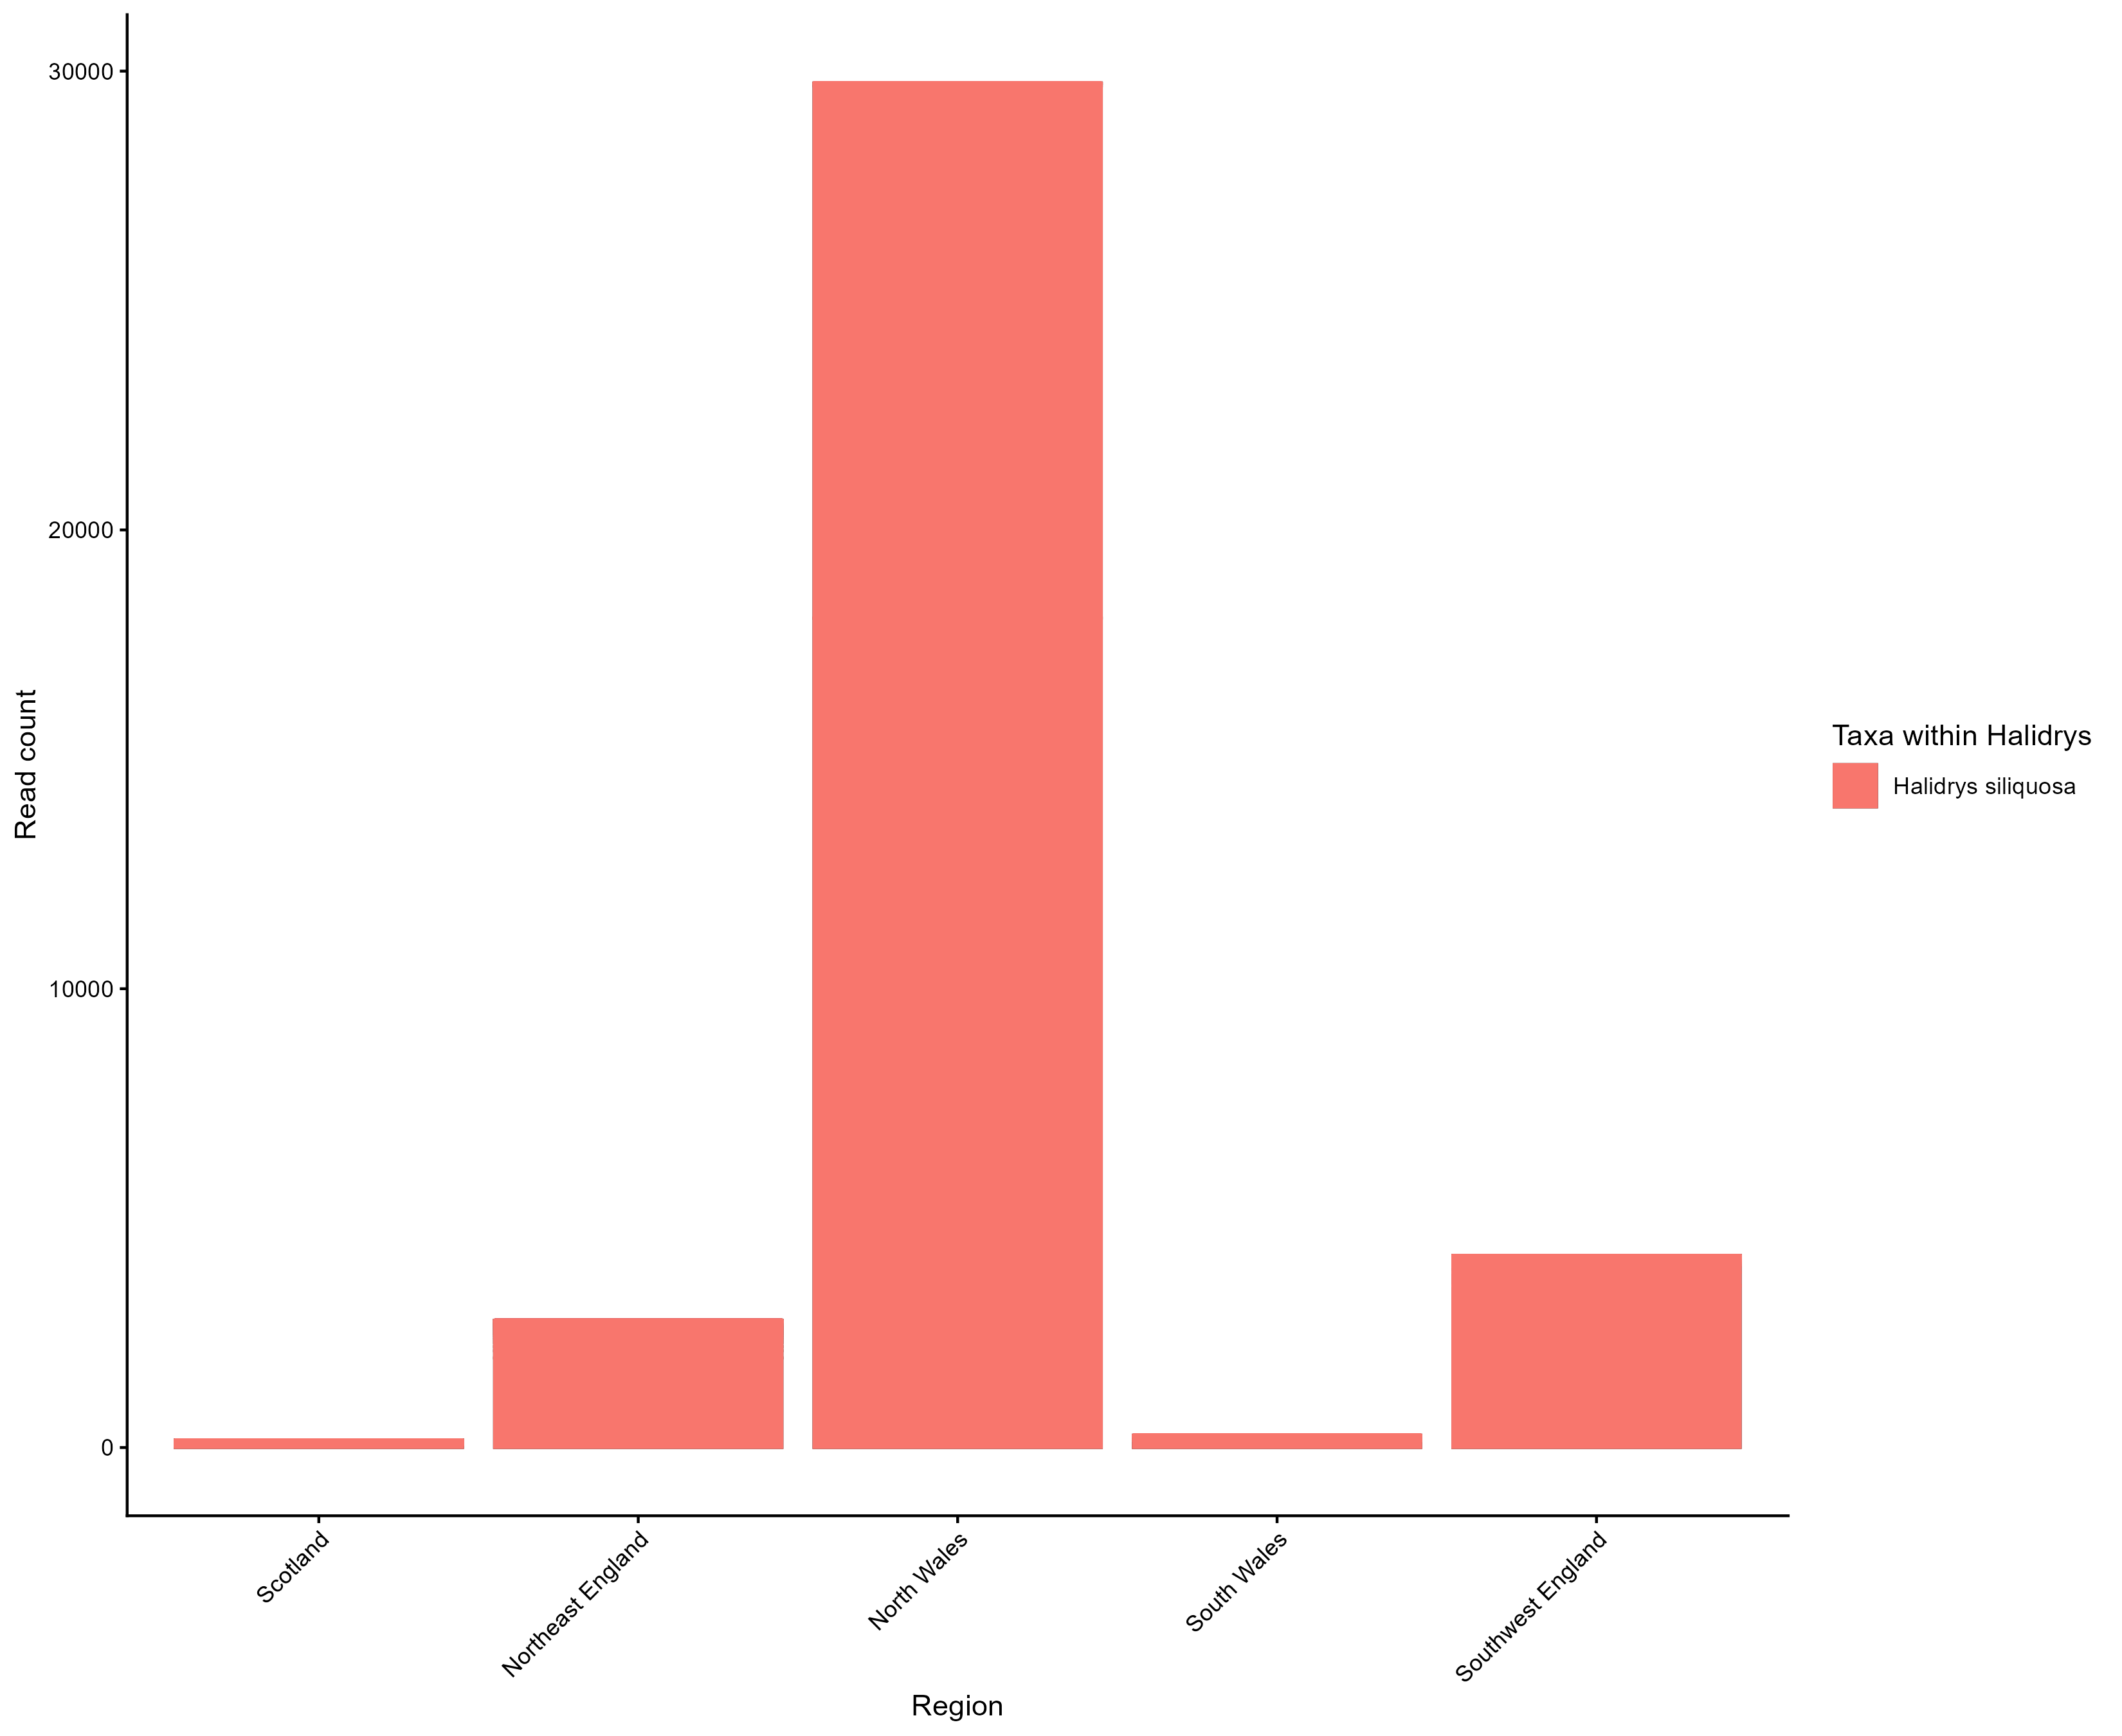 30000
20000
10000
0
Read count
Scotland
Northeast England
North Wales
South Wales
Southwest England
Region
Taxa within Halidrys
Halidrys siliquosa